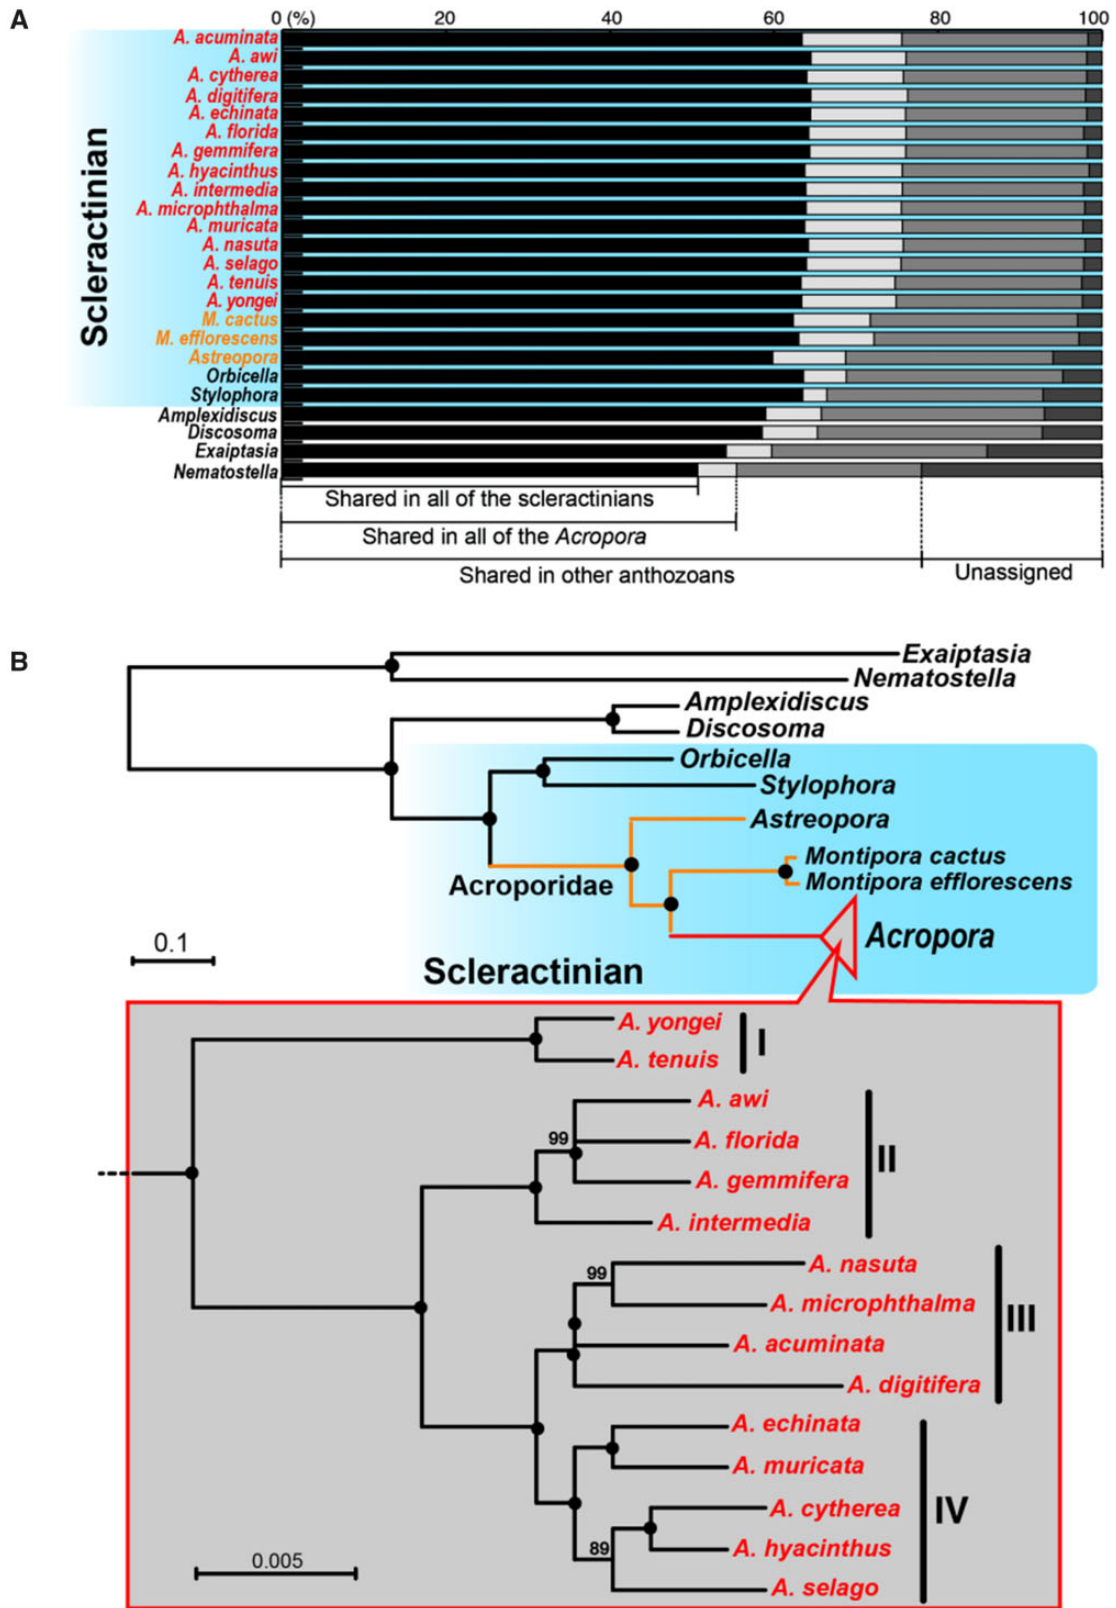 A
0 (%) 20 40 60 80 100
Scleractinian
A. acuminata
A. awi
A. cytherea
A. digitifera
A. echinata
A. florida
A. gemmifera
A. hyacinthus
A. intermedia
A. microphthalma
A. muricata
A. nasuta
A. selago
A. tenuis
A. yongei
M. cactus
M. efflorescens
Astreopora
Orbicella
Stylophora
Amplexidiscus
Discosoma
Exaiptasia
Nematostella
Shared in all of the scleractinians
Shared in all of the Acropora
Shared in other anthozoans
Unassigned
B
Exaiptasia
Nematostella
Amplexidiscus
Discosoma
Orbicella
Stylophora
Astreopora
Montipora cactus
Montipora efflorescens
Acroporidae
Acropora
0.1
Scleractinian
A. yongei
A. tenuis
I
A. awi
99
A. florida
A. gemmifera
A. intermedia
II
A. nasuta
99
A. microphthalma
A. acuminata
A. digitifera
III
A. echinata
A. muricata
A. cytherea
A. hyacinthus
89
A. selago
IV
0.005